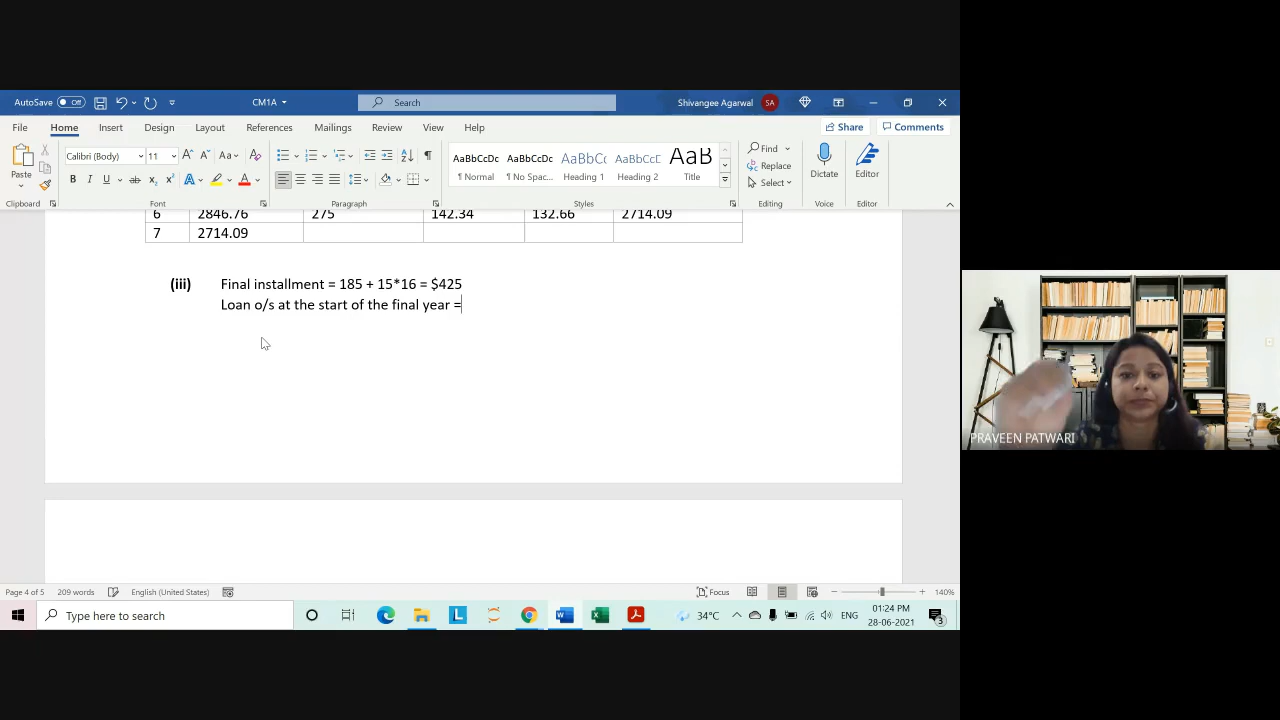 AutoSave Off CM1A Search Shivangee Agarwal SA
File Home Insert Design Layout References Mailings Review View Help Share Comments
Paste Calibri (Body) 11 Aa AaBbCcDc AaBbCcDc AaBbCc AaBbCcD AaB Find Replace Select Dictate Editor
¶ Normal ¶ No Spac... Heading 1 Heading 2 Title
Clipboard Font Paragraph Styles Editing Voice Editor
6 2846.76 275 142.34 132.66 2714.09
7 2714.09
(iii) Final installment = 185 + 15*16 = $425
Loan o/s at the start of the final year =
PRAVEEN PATWARI
Page 4 of 5 209 words English (United States) Focus 140%
Type here to search 34°C ENG 01:24 PM
28-06-2021